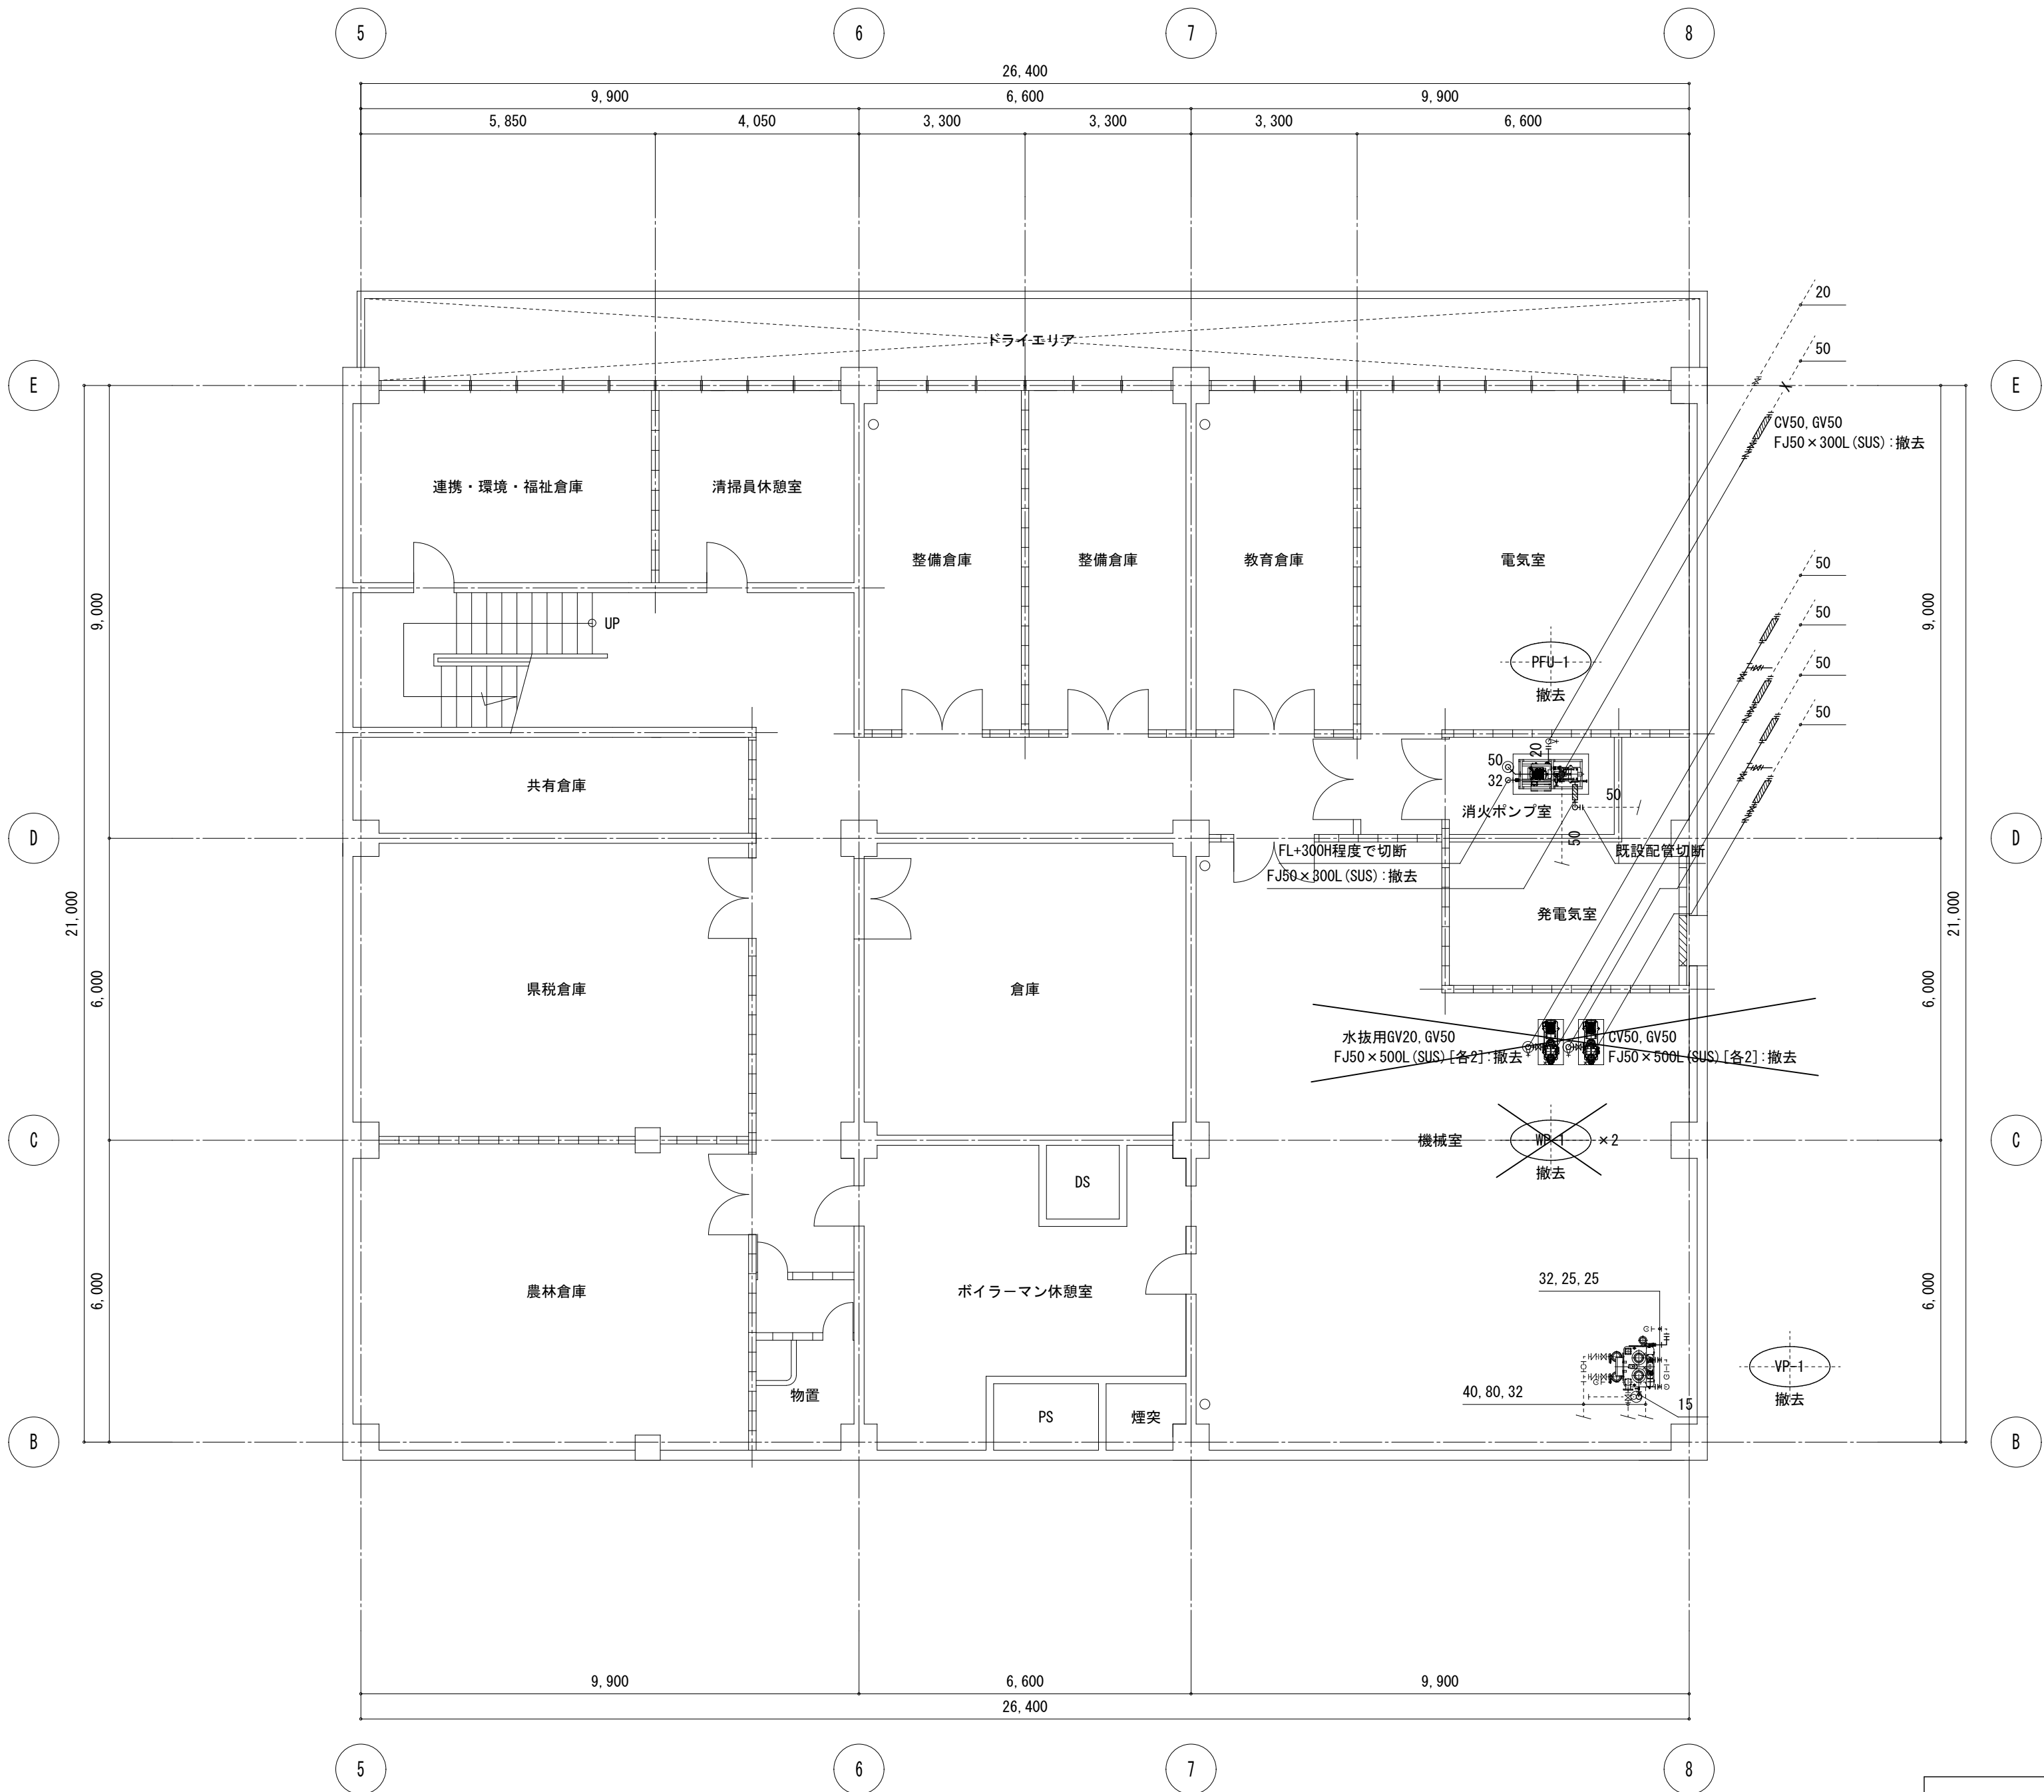 5 6 7 8
26,400
9,900 6,600 9,900
5,850 4,050 3,300 3,300 3,300 6,600
20
ドライエリア
50
E E
CV50,GV50
FJ50×300L(SUS):撤去
連携・環境・福祉倉庫 清掃員休憩室
整備倉庫 整備倉庫 教育倉庫 電気室
50
9,000 9,000
50
UP
PFU-1
50
撤去
50
20
50
32
共有倉庫
50
消火ポンプ室
D D
50
FL+300H程度で切断 既設配管切断
FJ50×300L(SUS):撤去
21,000 21,000
発電気室
県税倉庫 倉庫
6,000 6,000
水抜用GV20,GV50 CV50,GV50
FJ50×500L(SUS)[各2]:撤去 FJ50×500L(SUS)[各2]:撤去
C C
機械室 WP-1 ×2
撤去
DS
32,25,25
農林倉庫 ボイラーマン休憩室
6,000 6,000
VP-1
撤去
40,80,32
15
物置
PS 煙突
B B
9,900 6,600 9,900
26,400
5 6 7 8